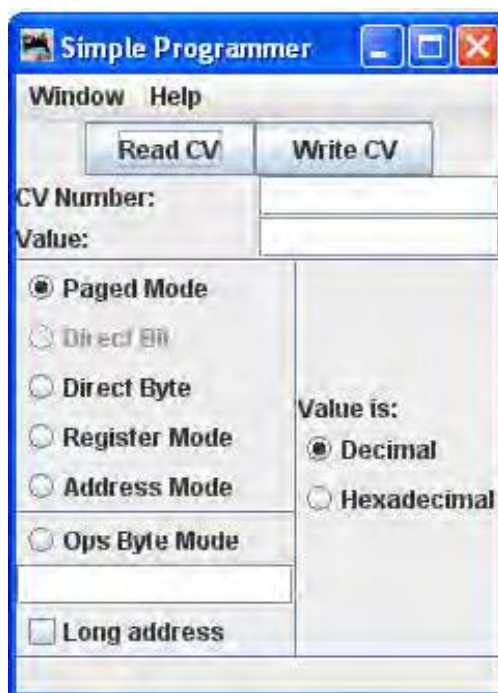 Simple Programmer
Window Help
Read CV Write CV
CV Number:
Value:
Paged Mode
Direct Bit
Direct Byte
Register Mode
Address Mode
Ops Byte Mode
Long address
Value is:
Decimal
Hexadecimal